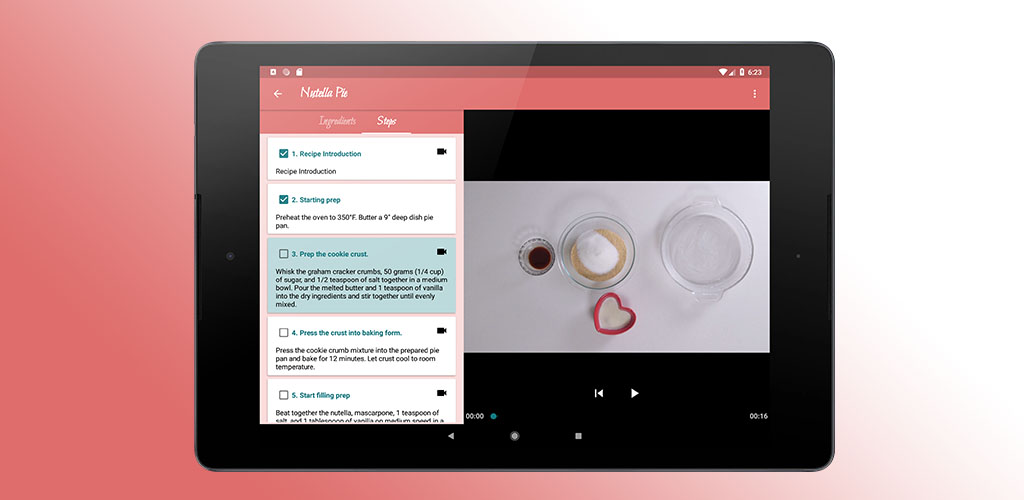 6:23
Nutella Pie
Ingredients
Steps
1. Recipe Introduction
Recipe Introduction
2. Starting prep
Preheat the oven to 350°F. Butter a 9" deep dish pie
pan.
3. Prep the cookie crust.
Whisk the graham cracker crumbs, 50 grams (1/4 cup)
of sugar, and 1/2 teaspoon of salt together in a medium
bowl. Pour the melted butter and 1 teaspoon of vanilla
into the dry ingredients and stir together until evenly
mixed.
4. Press the crust into baking form.
Press the cookie crumb mixture into the prepared pie
pan and bake for 12 minutes. Let crust cool to room
temperature.
5. Start filling prep
Beat together the nutella, mascarpone, 1 teaspoon of
salt, and 1 tablespoon of vanilla on medium speed in a
00:00
00:16